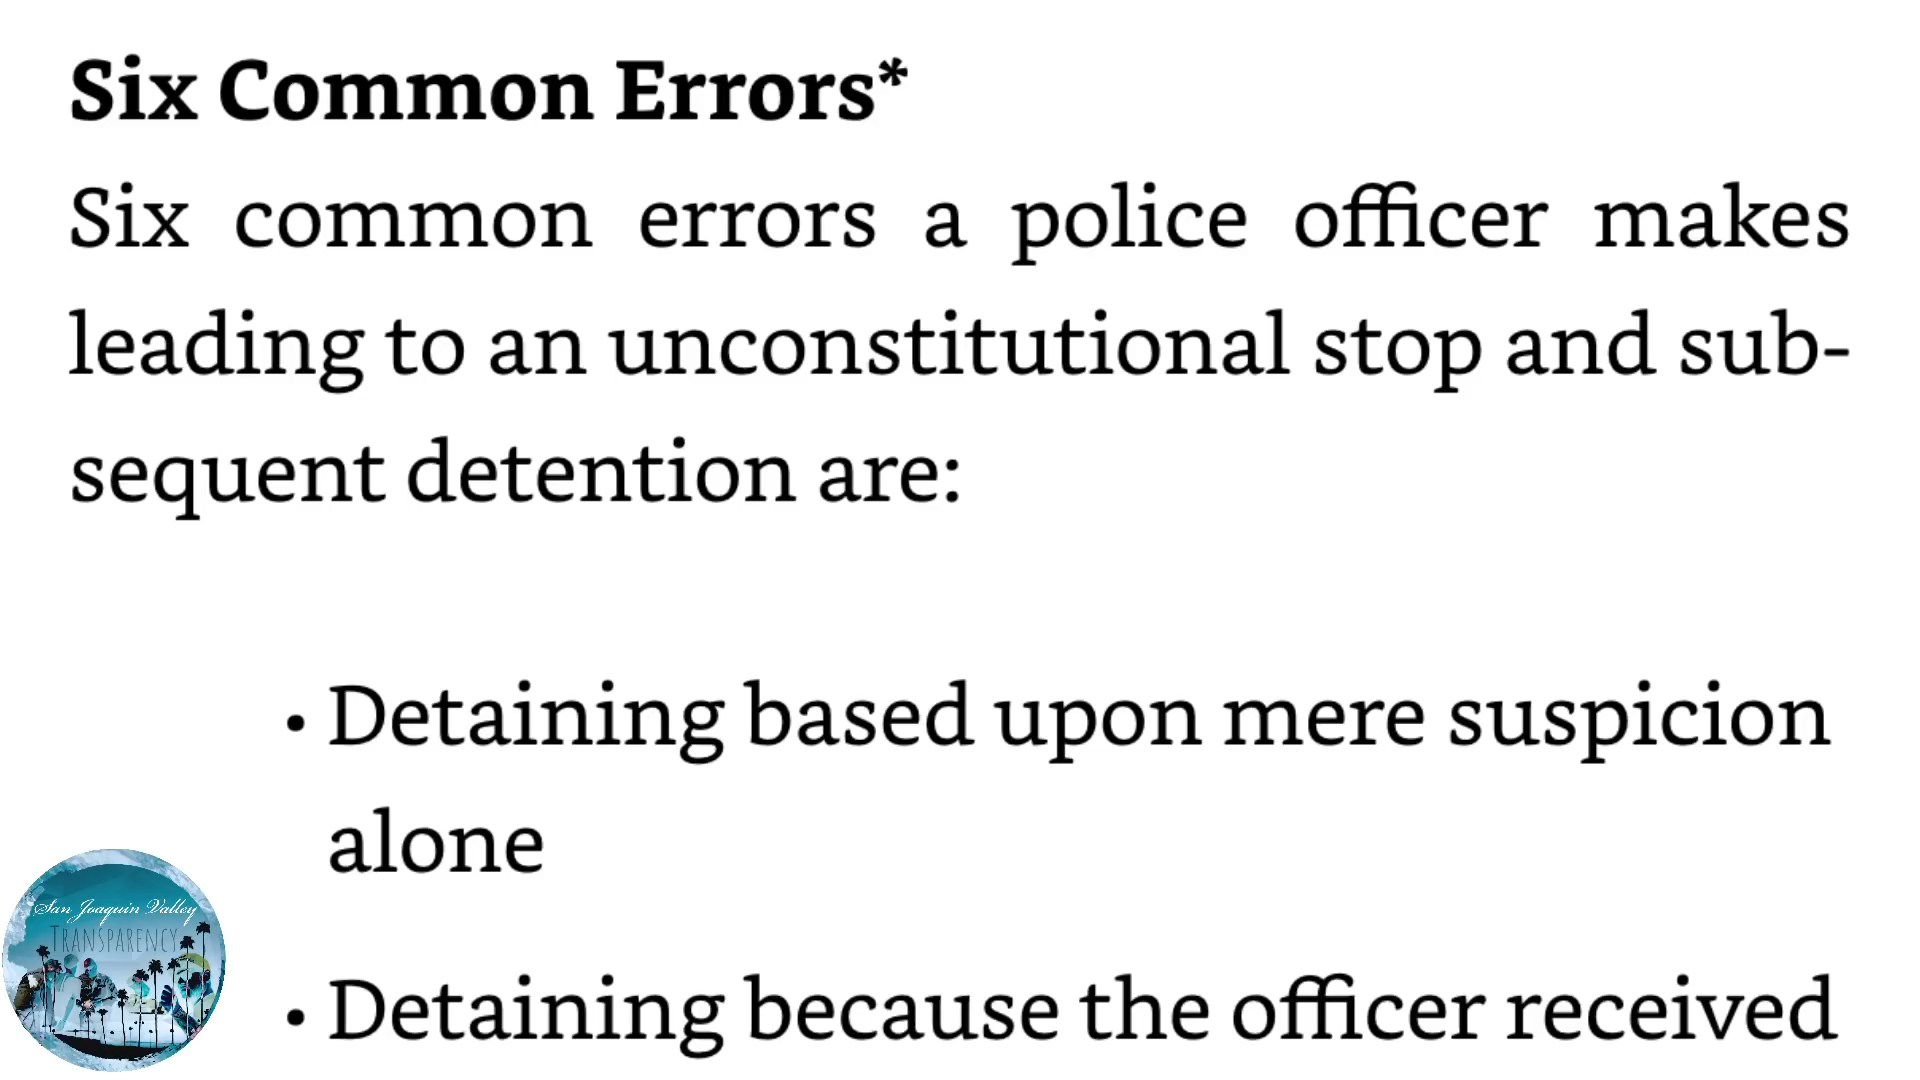 Six Common Errors*
Six common errors a police officer makes
leading to an unconstitutional stop and sub-
sequent detention are:
• Detaining based upon mere suspicion
alone
• Detaining because the officer received
San Joaquin Valley
TRANSPARENCY